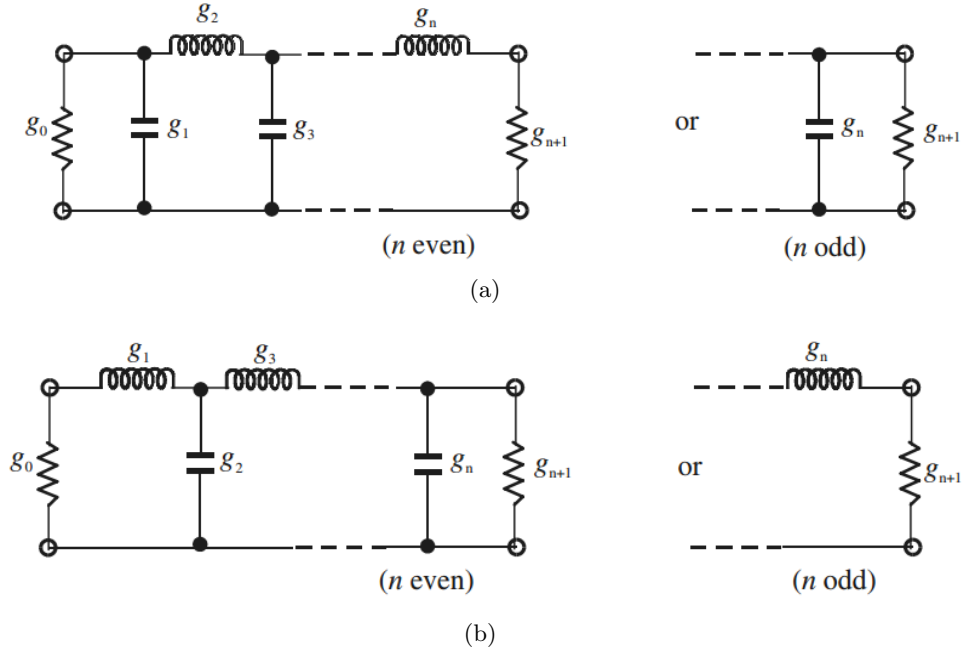 g₂ gₙ
g₀ g₁ g₃ gₙ₊₁ or gₙ gₙ₊₁
(n even) (n odd)
(a)
g₁ g₃ gₙ
g₀ g₂ gₙ gₙ₊₁ or gₙ₊₁
(n even) (n odd)
(b)